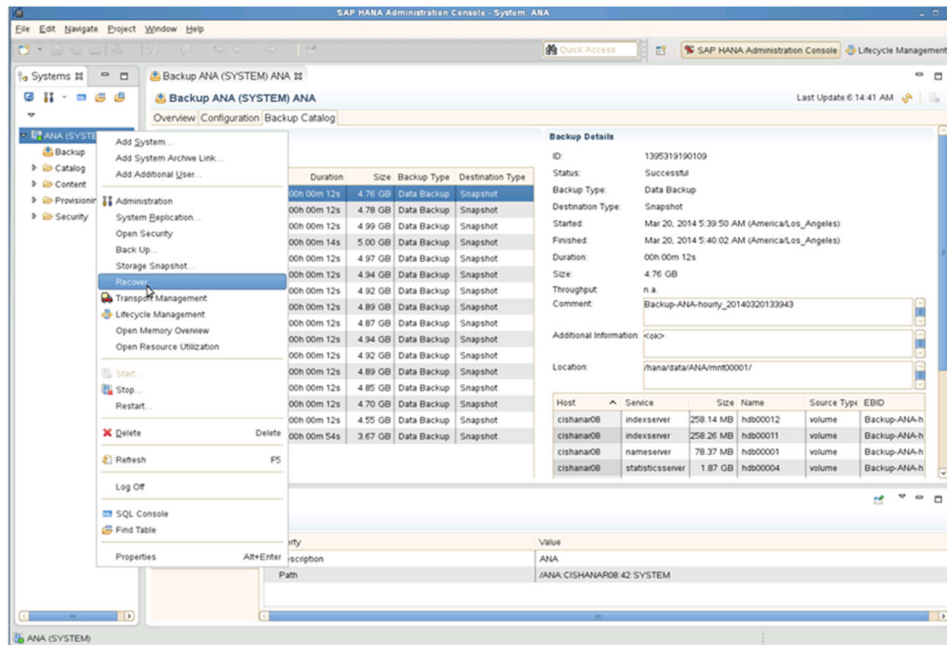 SAP HANA Administration Console - System: ANA
File Edit Navigate Project Window Help
Quick Access SAP HANA Administration Console Lifecycle Management
Systems
Backup ANA (SYSTEM) ANA
Backup ANA (SYSTEM) ANA
Last Update:6:14:41 AM
Overview Configuration Backup Catalog
ANA (SYSTE
Backup
Catalog
Content
Provisionin
Security
Add System...
Add System Archive Link...
Add Additional User...
Administration
System Replication...
Open Security
Back Up...
Storage Snapshot...
Recover
Transport Management
Lifecycle Management
Open Memory Overview
Open Resource Utilization
Start...
Stop...
Restart...
Delete Delete
Refresh F5
Log Off
SQL Console
Find Table
Properties Alt+Enter
Duration Size Backup Type Destination Type
00h 00m 12s 4.76 GB Data Backup Snapshot
00h 00m 12s 4.78 GB Data Backup Snapshot
00h 00m 12s 4.99 GB Data Backup Snapshot
00h 00m 14s 5.00 GB Data Backup Snapshot
00h 00m 12s 4.97 GB Data Backup Snapshot
00h 00m 12s 4.94 GB Data Backup Snapshot
00h 00m 12s 4.92 GB Data Backup Snapshot
00h 00m 12s 4.89 GB Data Backup Snapshot
00h 00m 12s 4.87 GB Data Backup Snapshot
00h 00m 12s 4.94 GB Data Backup Snapshot
00h 00m 12s 4.92 GB Data Backup Snapshot
00h 00m 12s 4.89 GB Data Backup Snapshot
00h 00m 12s 4.85 GB Data Backup Snapshot
00h 00m 12s 4.70 GB Data Backup Snapshot
00h 00m 12s 4.55 GB Data Backup Snapshot
00h 00m 54s 3.67 GB Data Backup Snapshot
Backup Details
ID: 1395319190109
Status: Successful
Backup Type: Data Backup
Destination Type: Snapshot
Started: Mar 20, 2014 5:39:50 AM (America/Los_Angeles)
Finished: Mar 20, 2014 5:40:02 AM (America/Los_Angeles)
Duration: 00h 00m 12s
Size: 4.76 GB
Throughput: n.a.
Comment: Backup-ANA-hourly_20140320133943
Additional Information: <ok>
Location: /hana/data/ANA/mnt00001/
Host Service Size Name Source Type EBID
cishanar08 indexserver 258.14 MB hdb00012 volume Backup-ANA-h
cishanar08 indexserver 258.26 MB hdb00011 volume Backup-ANA-h
cishanar08 nameserver 78.37 MB hdb00001 volume Backup-ANA-h
cishanar08 statisticsserver 1.87 GB hdb00004 volume Backup-ANA-h
rty Value
scription ANA
Path /ANA:CISHANAR08:42:SYSTEM
ANA (SYSTEM)